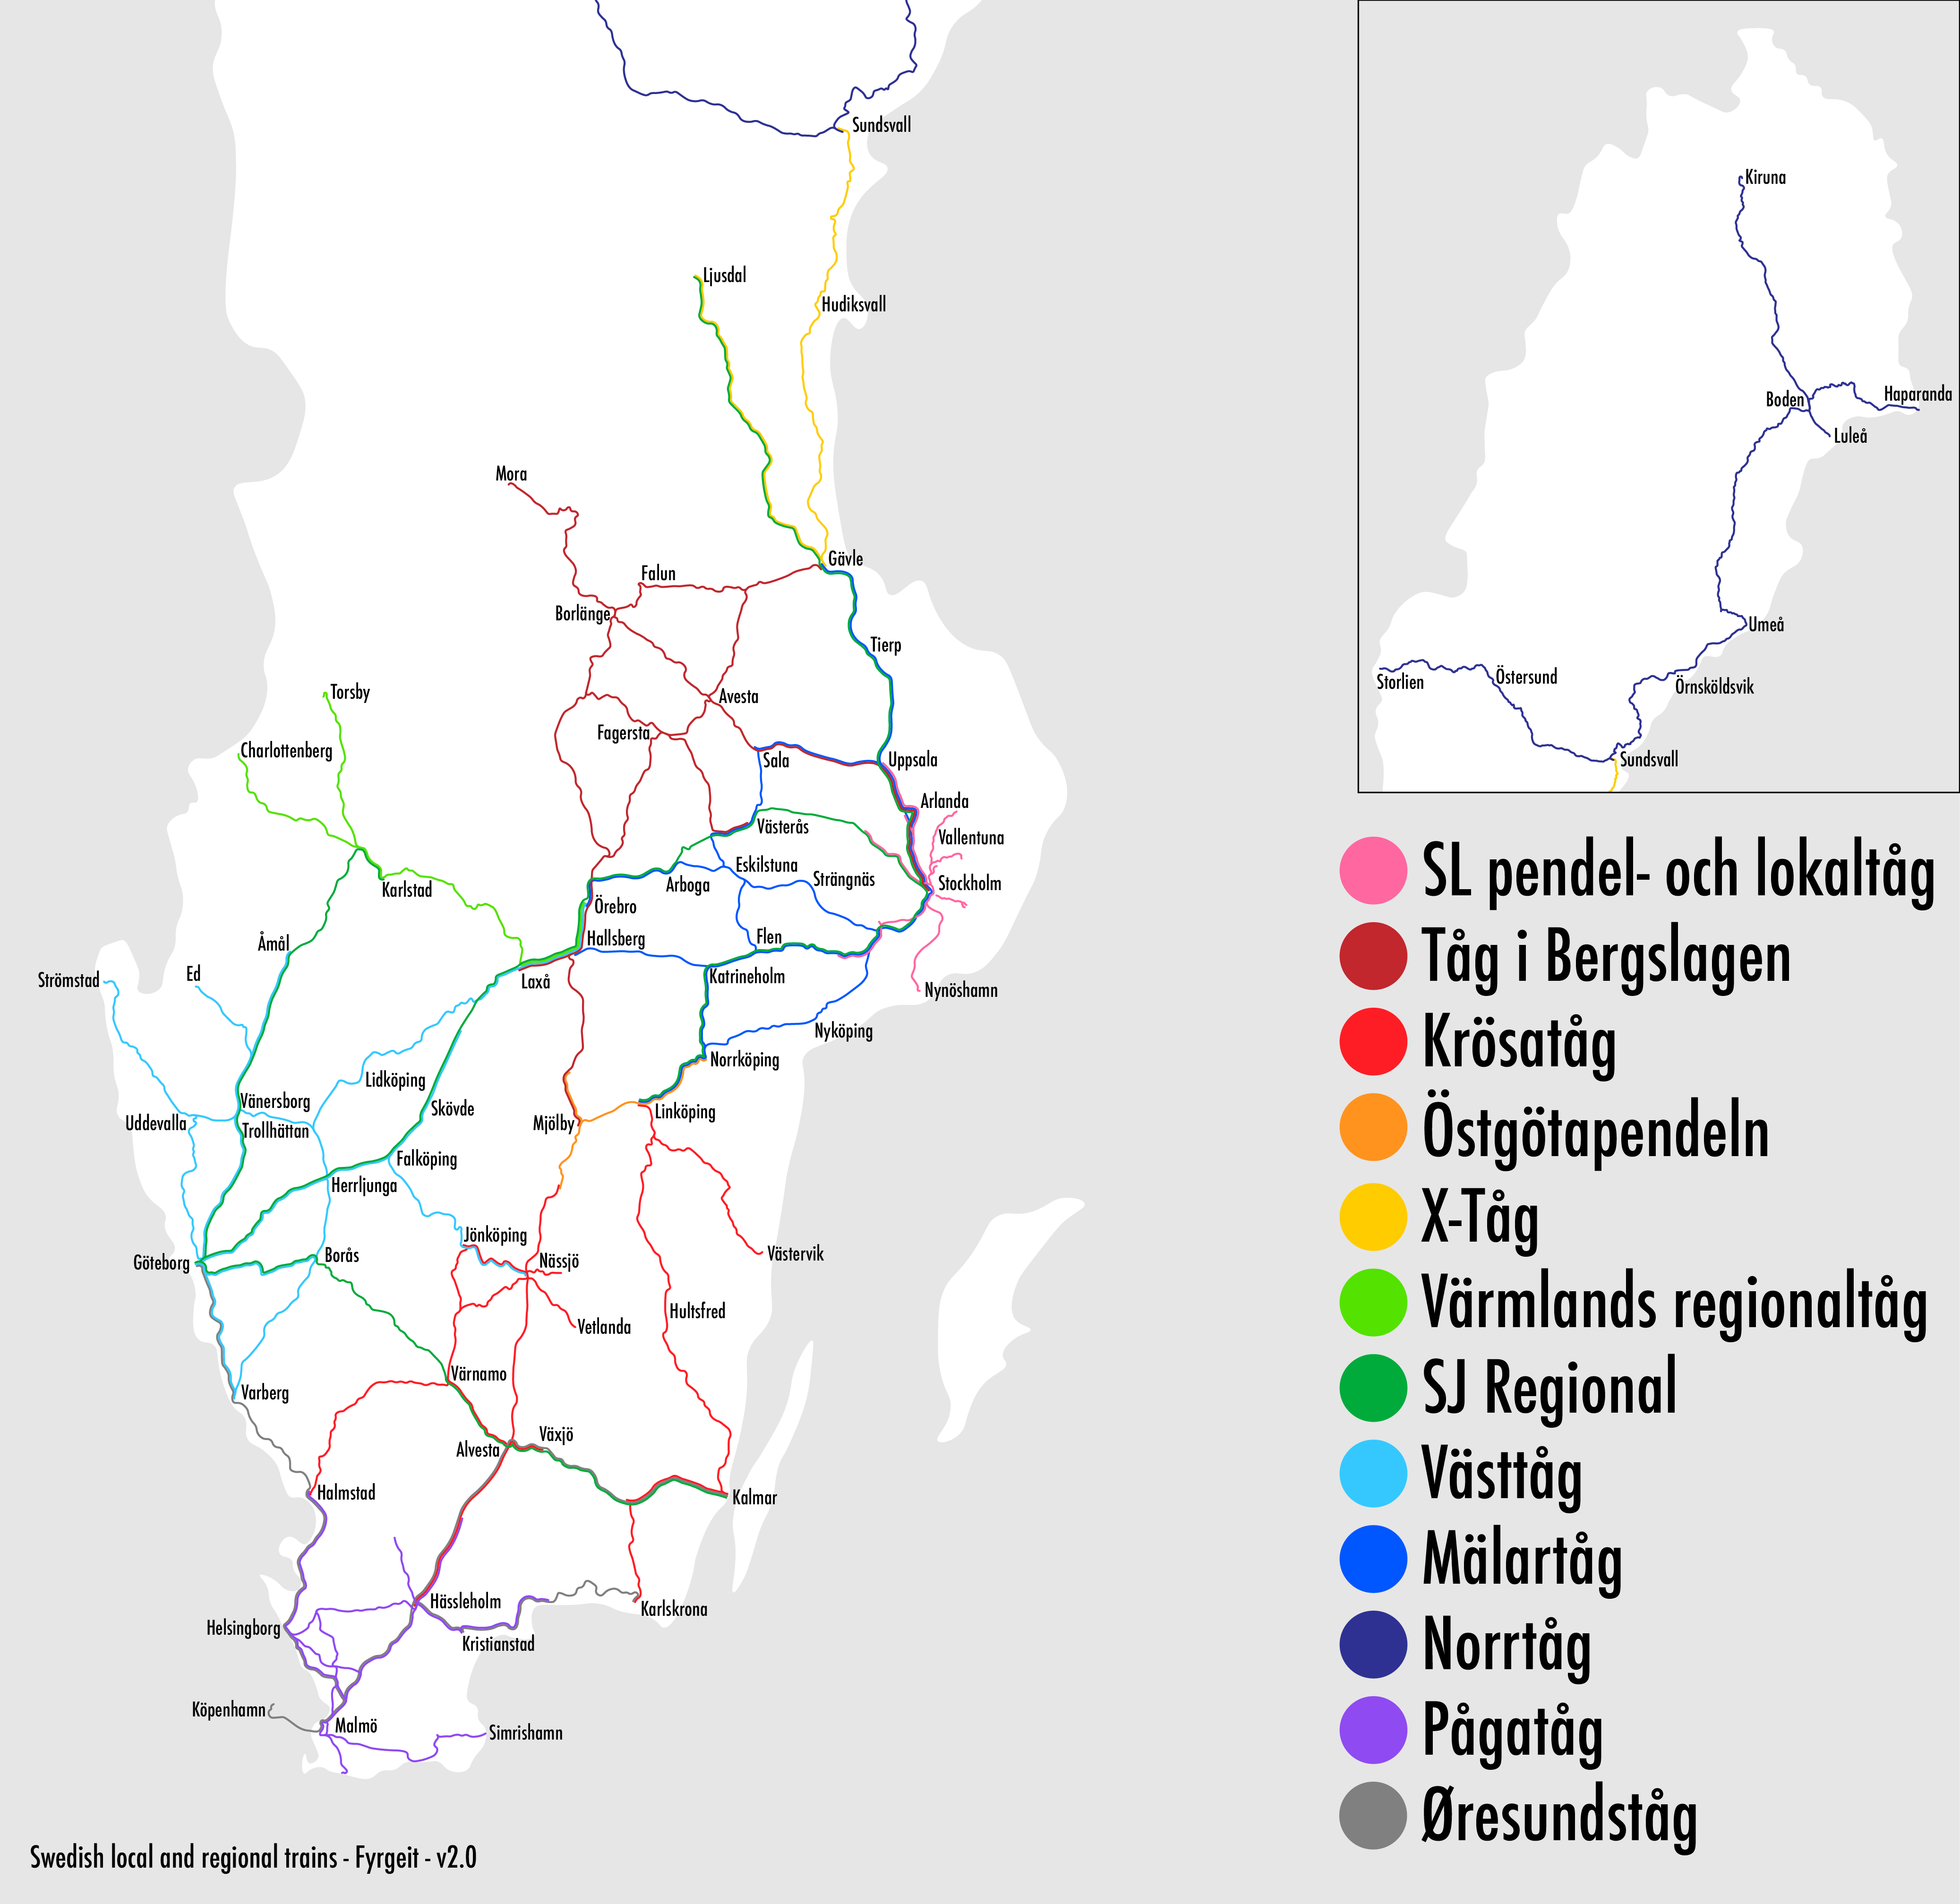 Sundsvall
Ljusdal
Hudiksvall
Mora
Gävle
Falun
Borlänge
Tierp
Torsby
Avesta
Fagersta
Charlottenberg
Sala
Uppsala
Arlanda
Västerås
Vallentuna
Eskilstuna
Strängnäs
Stockholm
Arboga
Karlstad
Örebro
Flen
Hallsberg
Åmål
Ed
Strömstad
Laxå
Katrineholm
Nynöshamn
Nyköping
Norrköping
Lidköping
Vänersborg
Skövde
Linköping
Uddevalla
Trollhättan
Mjölby
Falköping
Herrljunga
Jönköping
Västervik
Göteborg
Borås
Nässjö
Hultsfred
Vetlanda
Värnamo
Varberg
Växjö
Alvesta
Halmstad
Kalmar
Hässleholm
Karlskrona
Helsingborg
Kristianstad
Köpenhamn
Malmö
Simrishamn
Kiruna
Haparanda
Boden
Luleå
Umeå
Östersund
Storlien
Örnsköldsvik
Sundsvall
SL pendel- och lokaltåg
Tåg i Bergslagen
Krösatåg
Östgötapendeln
X-Tåg
Värmlands regionaltåg
SJ Regional
Västtåg
Mälartåg
Norrtåg
Pågatåg
Øresundståg
Swedish local and regional trains - Fyrgeit - v2.0